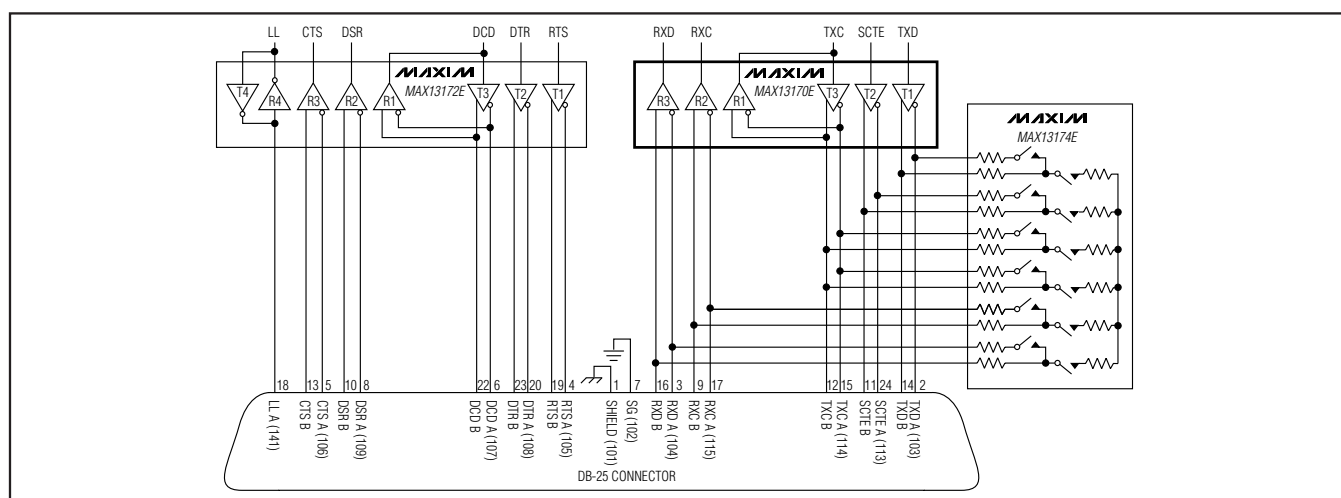 LL CTS DSR DCD DTR RTS RXD RXC TXC SCTE TXD
MAXIM
MAX13172E
T4 R4 R3 R2 R1 T3 T2 T1
MAXIM
MAX13170E
R3 R2 R1 T3 T2 T1
MAXIM
MAX13174E
18 13 5 10 8 22 6 23 20 19 4 1 7 16 3 9 17 12 15 11 24 14 2
LL A (141)
CTS B
CTS A (106)
DSR B
DSR A (109)
DCD B
DCD A (107)
DTR B
DTR A (108)
RTS B
RTS A (105)
SHIELD (101)
SG (102)
RXD B
RXD A (104)
RXC B
RXC A (115)
TXC B
TXC A (114)
SCTE B
SCTE A (113)
TXD B
TXD A (103)
DB-25 CONNECTOR